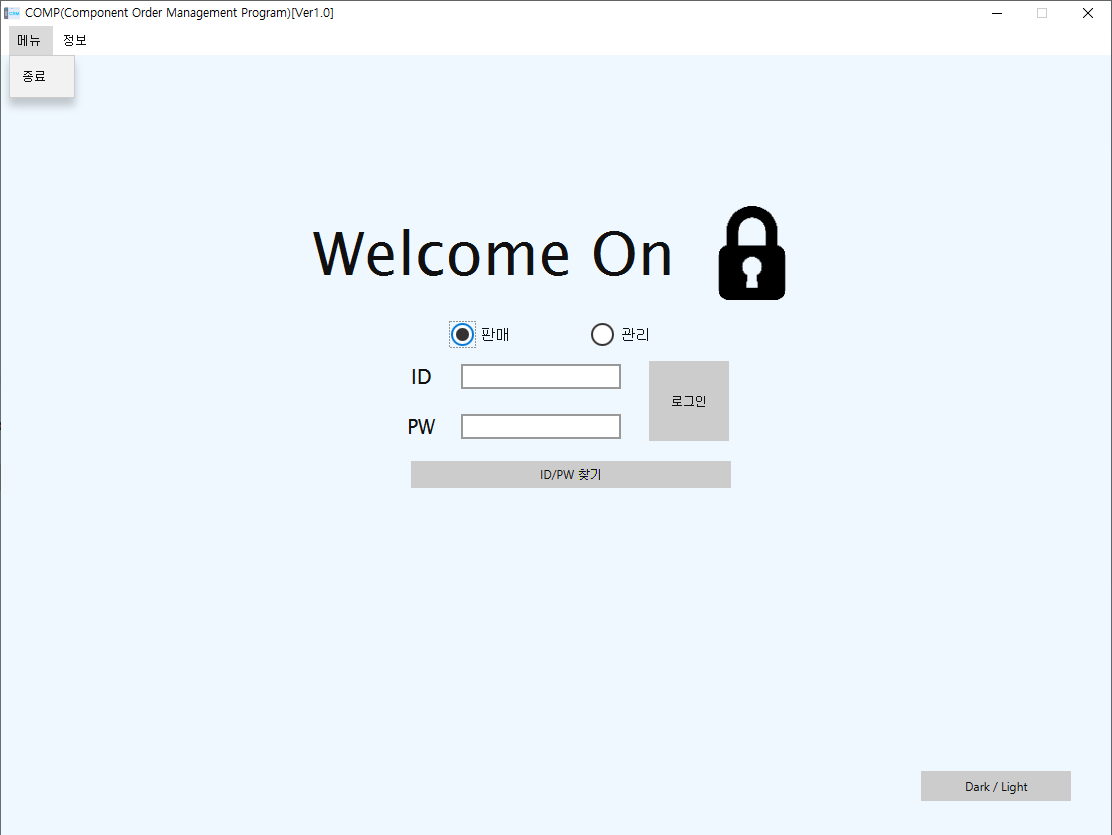 COMP(Component Order Management Program)[Ver1.0]
메뉴 정보
종료
Welcome On
판매 관리
ID
로그인
PW
ID/PW 찾기
Dark / Light